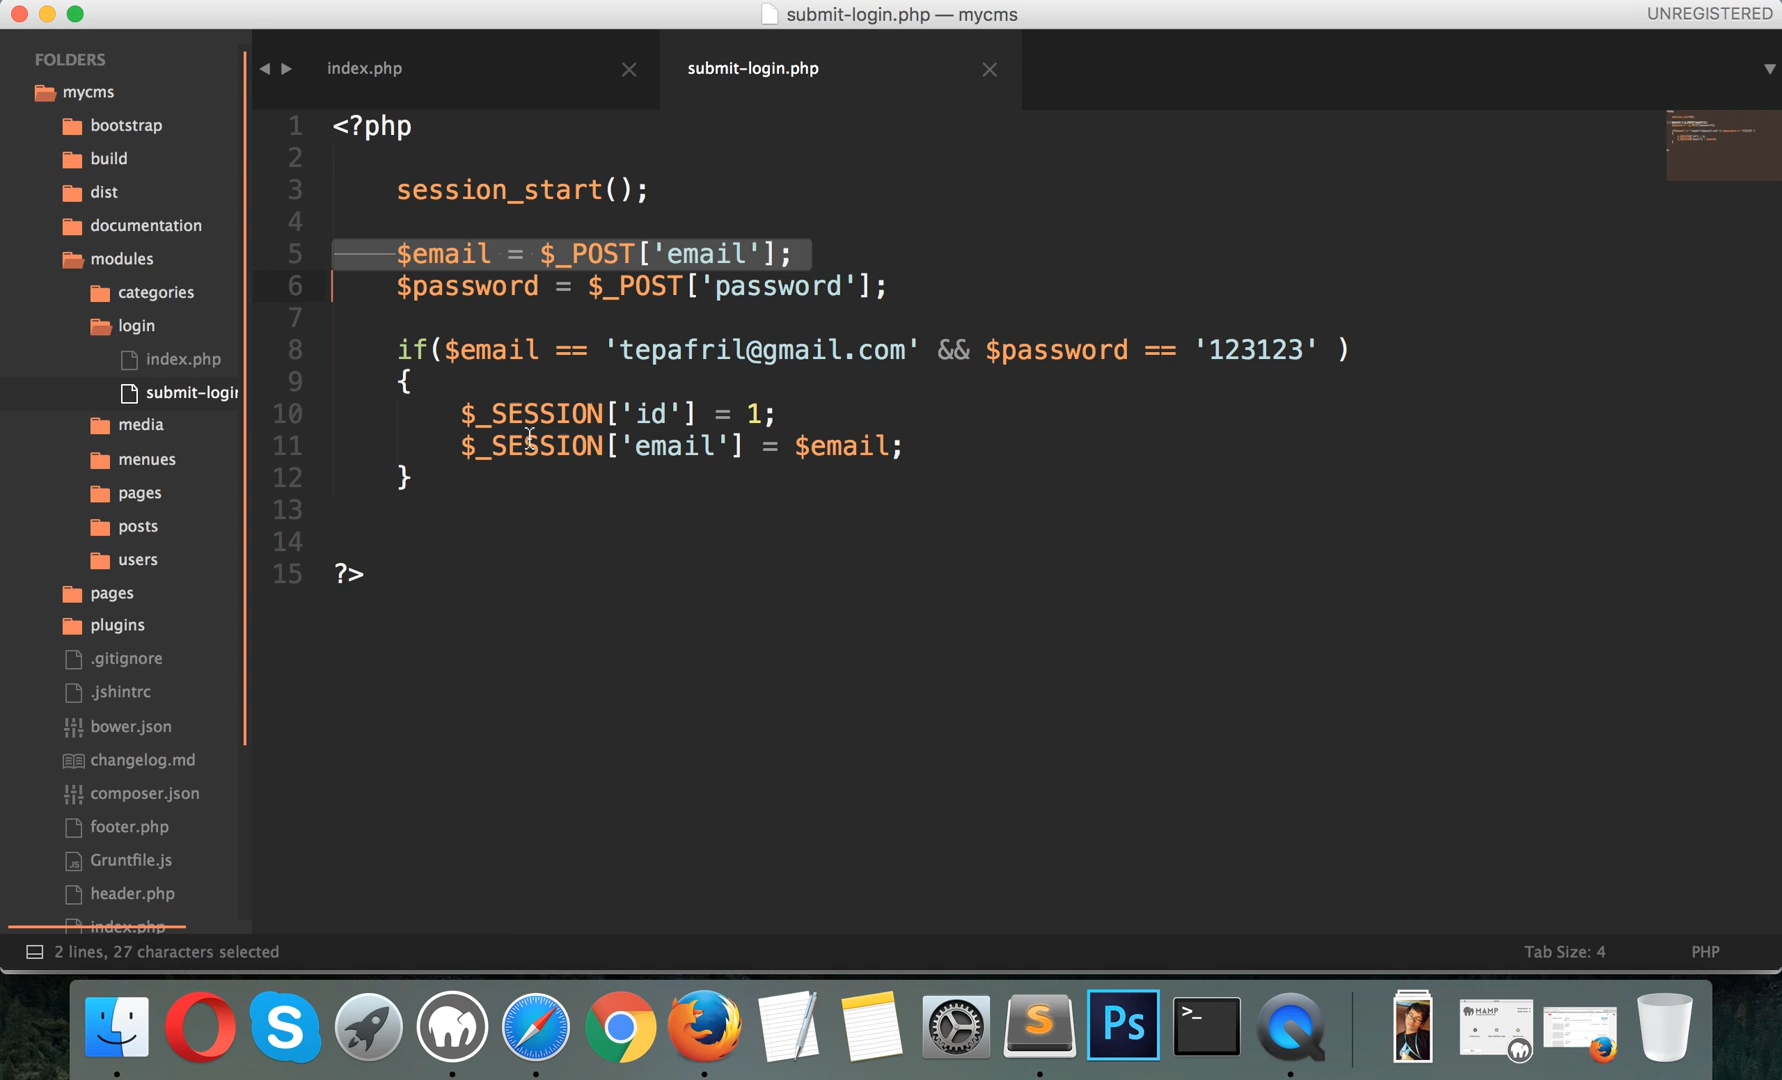 submit-login.php — mycms
UNREGISTERED
FOLDERS
mycms
bootstrap
build
dist
documentation
modules
categories
login
index.php
submit-login
media
menues
pages
posts
users
pages
plugins
.gitignore
.jshintrc
bower.json
changelog.md
composer.json
footer.php
Gruntfile.js
header.php
index.php
index.php
submit-login.php
1 <?php
2
3 session_start();
4
5 $email = $_POST['email'];
6 $password = $_POST['password'];
7
8 if($email == 'tepafril@gmail.com' && $password == '123123' )
9 {
10 $_SESSION['id'] = 1;
11 $_SESSION['email'] = $email;
12 }
13
14
15 ?>
2 lines, 27 characters selected
Tab Size: 4
PHP
S
S
Ps
>_
MAMP